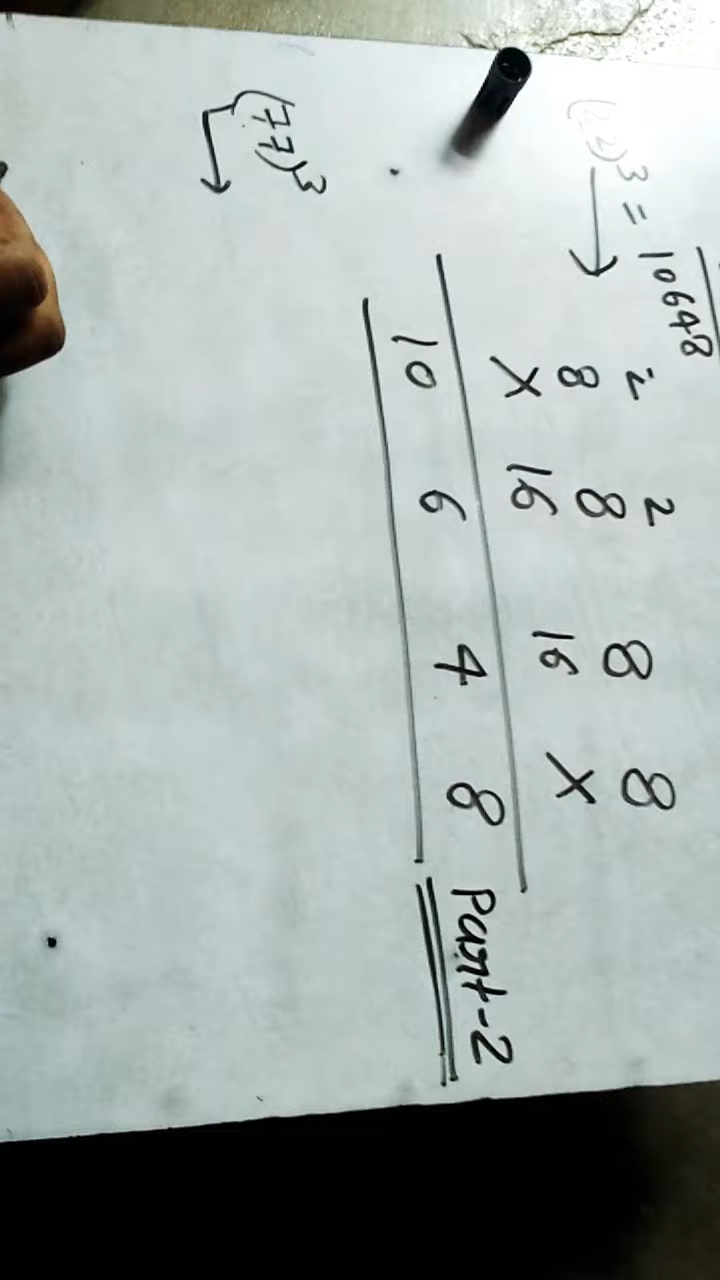 (22)³ = 10648
2 2
8 8 8 8
× 16 16 ×
10 6 4 8 Part-2
(77)³